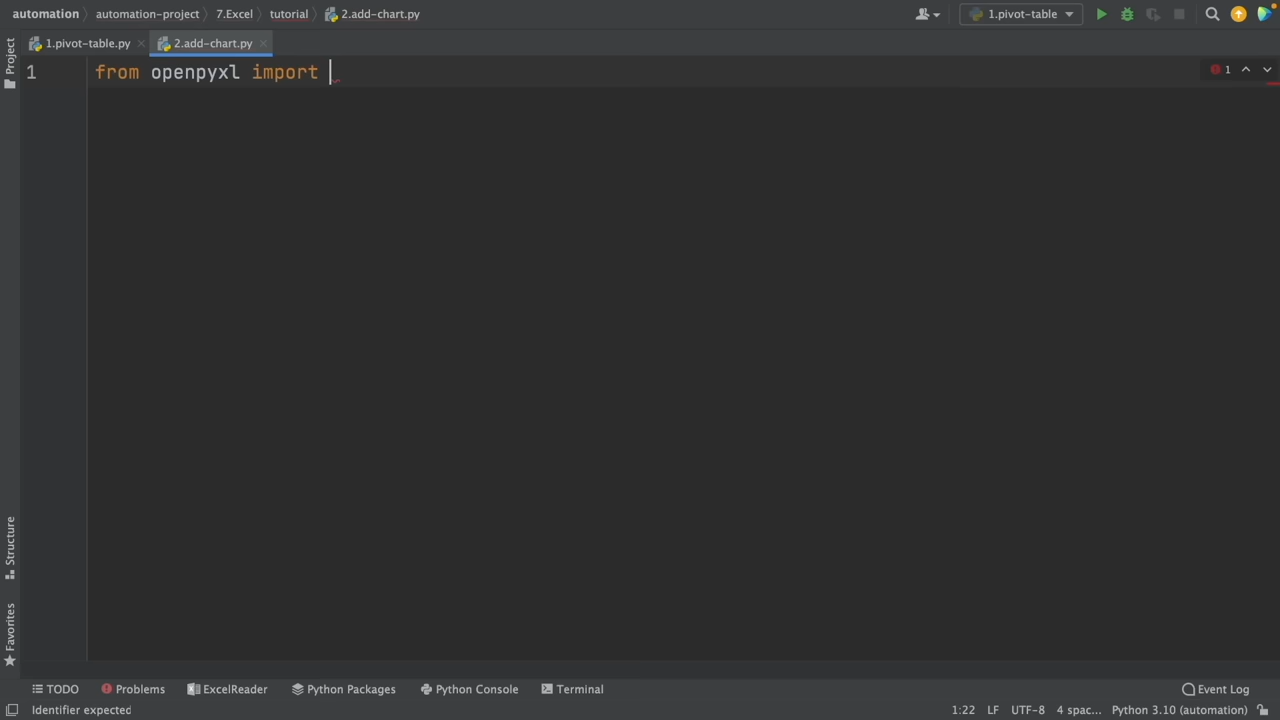 automation automation-project 7.Excel tutorial 2.add-chart.py 1.pivot-table
1.pivot-table.py 2.add-chart.py
Project
1 from openpyxl import
1
Structure
Favorites
TODO Problems ExcelReader Python Packages Python Console Terminal Event Log
Identifier expected 1:22 LF UTF-8 4 spac... Python 3.10 (automation)